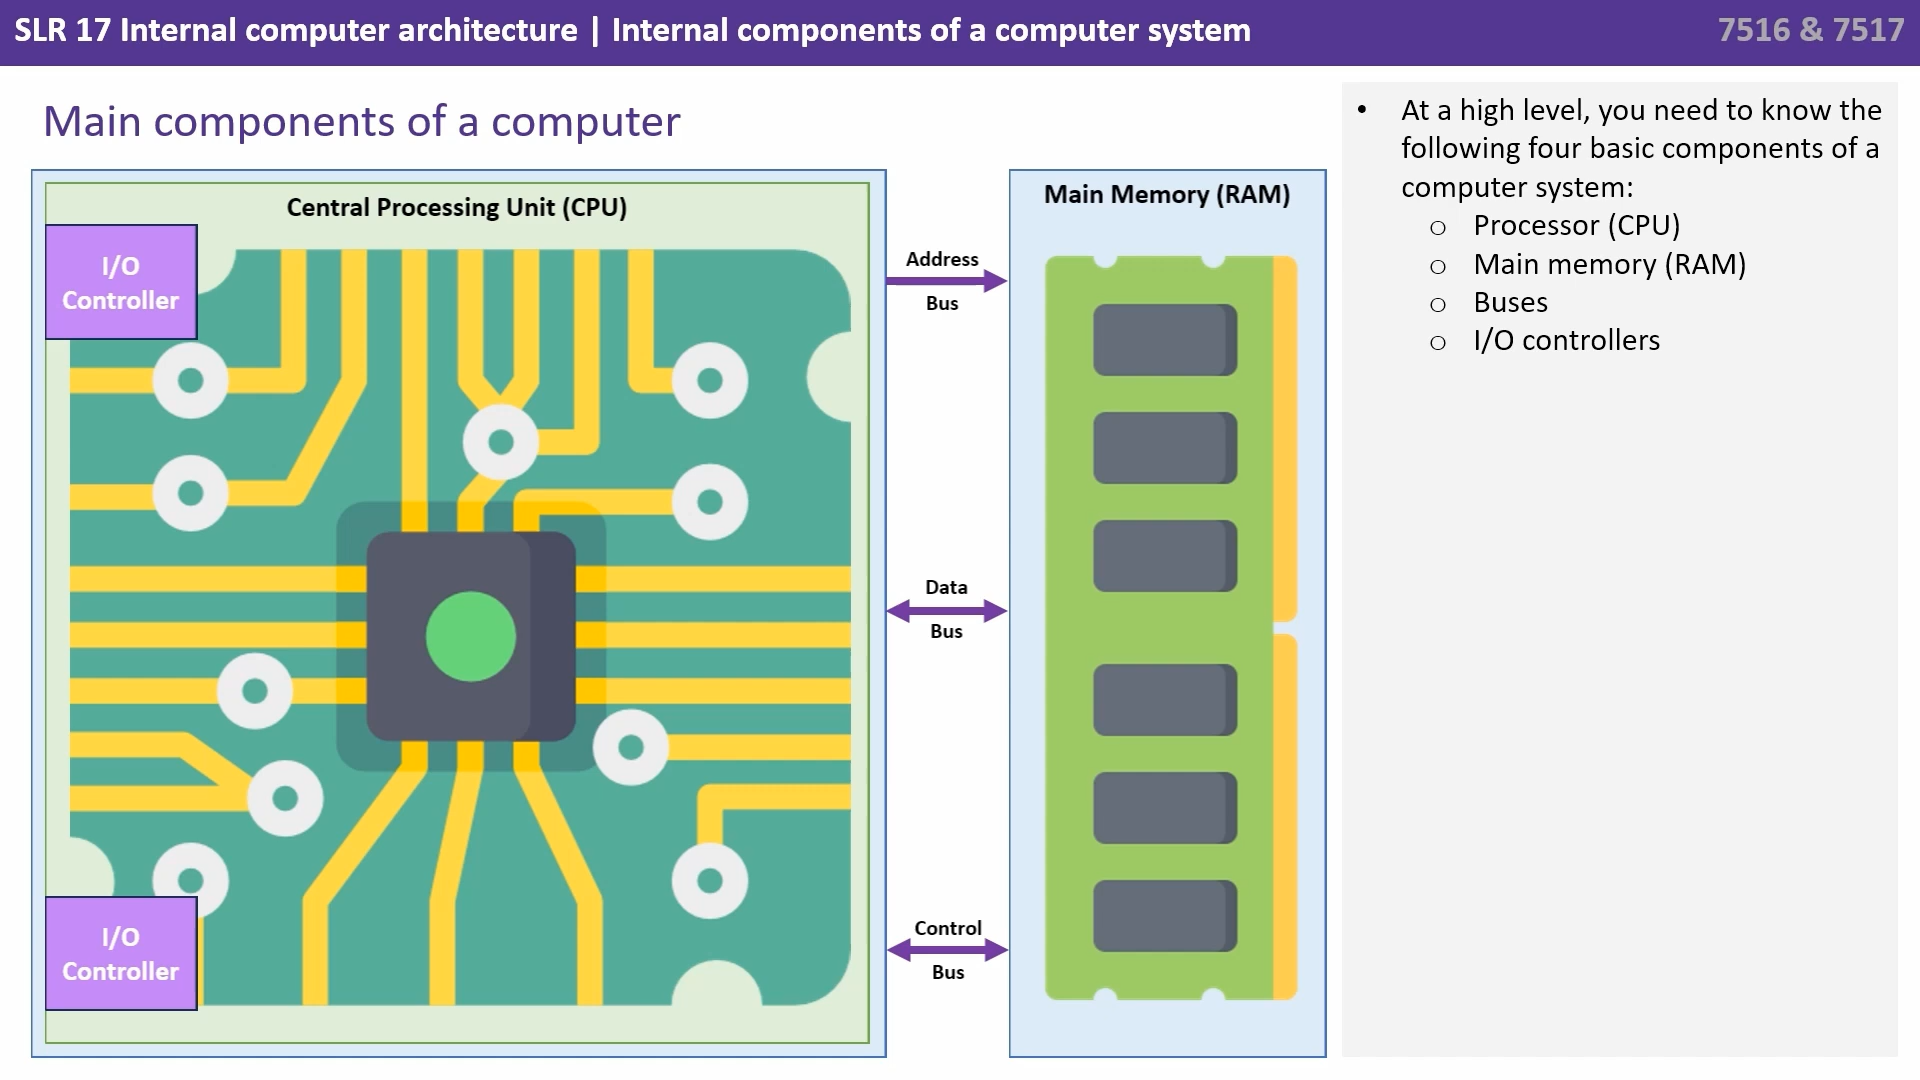 SLR 17 Internal computer architecture | Internal components of a computer system
7516 & 7517
Main components of a computer
Central Processing Unit (CPU)
I/O
Controller
I/O
Controller
Address
Bus
Data
Bus
Control
Bus
Main Memory (RAM)
• At a high level, you need to know the
following four basic components of a
computer system:
o Processor (CPU)
o Main memory (RAM)
o Buses
o I/O controllers